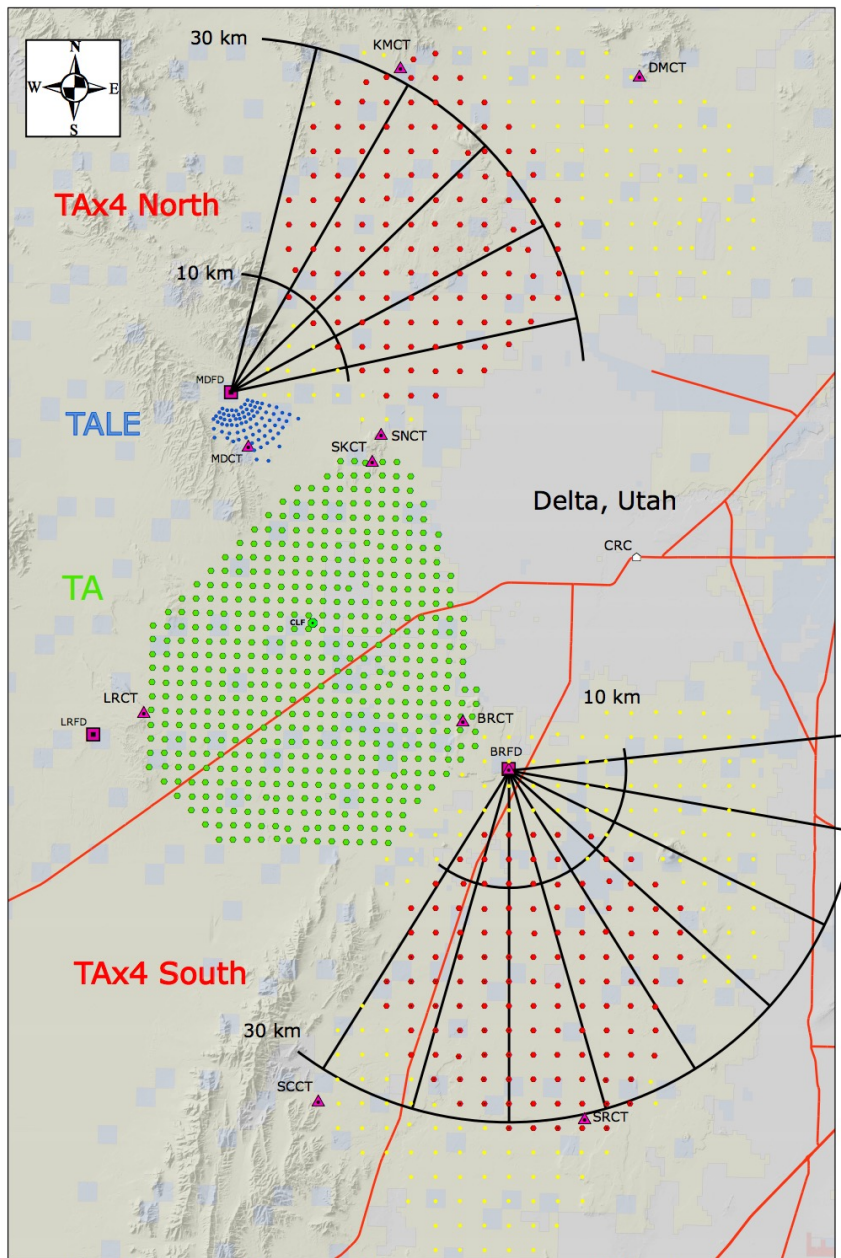 30 km
KMCT
DMCT
N
W
E
S
TAx4 North
10 km
MDFD
TALE
SNCT
MDCT
SKCT
Delta, Utah
CRC
TA
CLF
LRCT
LRFD
BRCT
10 km
BRFD
TAx4 South
30 km
SCCT
SRCT